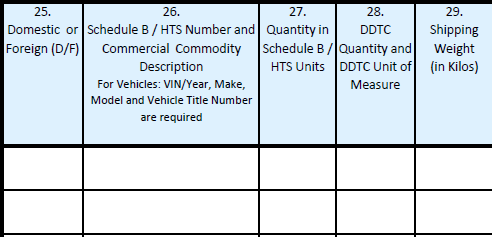 25.
Domestic or
Foreign (D/F)
26.
Schedule B / HTS Number and
Commercial Commodity
Description
For Vehicles: VIN/Year, Make,
Model and Vehicle Title Number
are required
27.
Quantity in
Schedule B /
HTS Units
28.
DDTC
Quantity and
DDTC Unit of
Measure
29.
Shipping
Weight
(in Kilos)